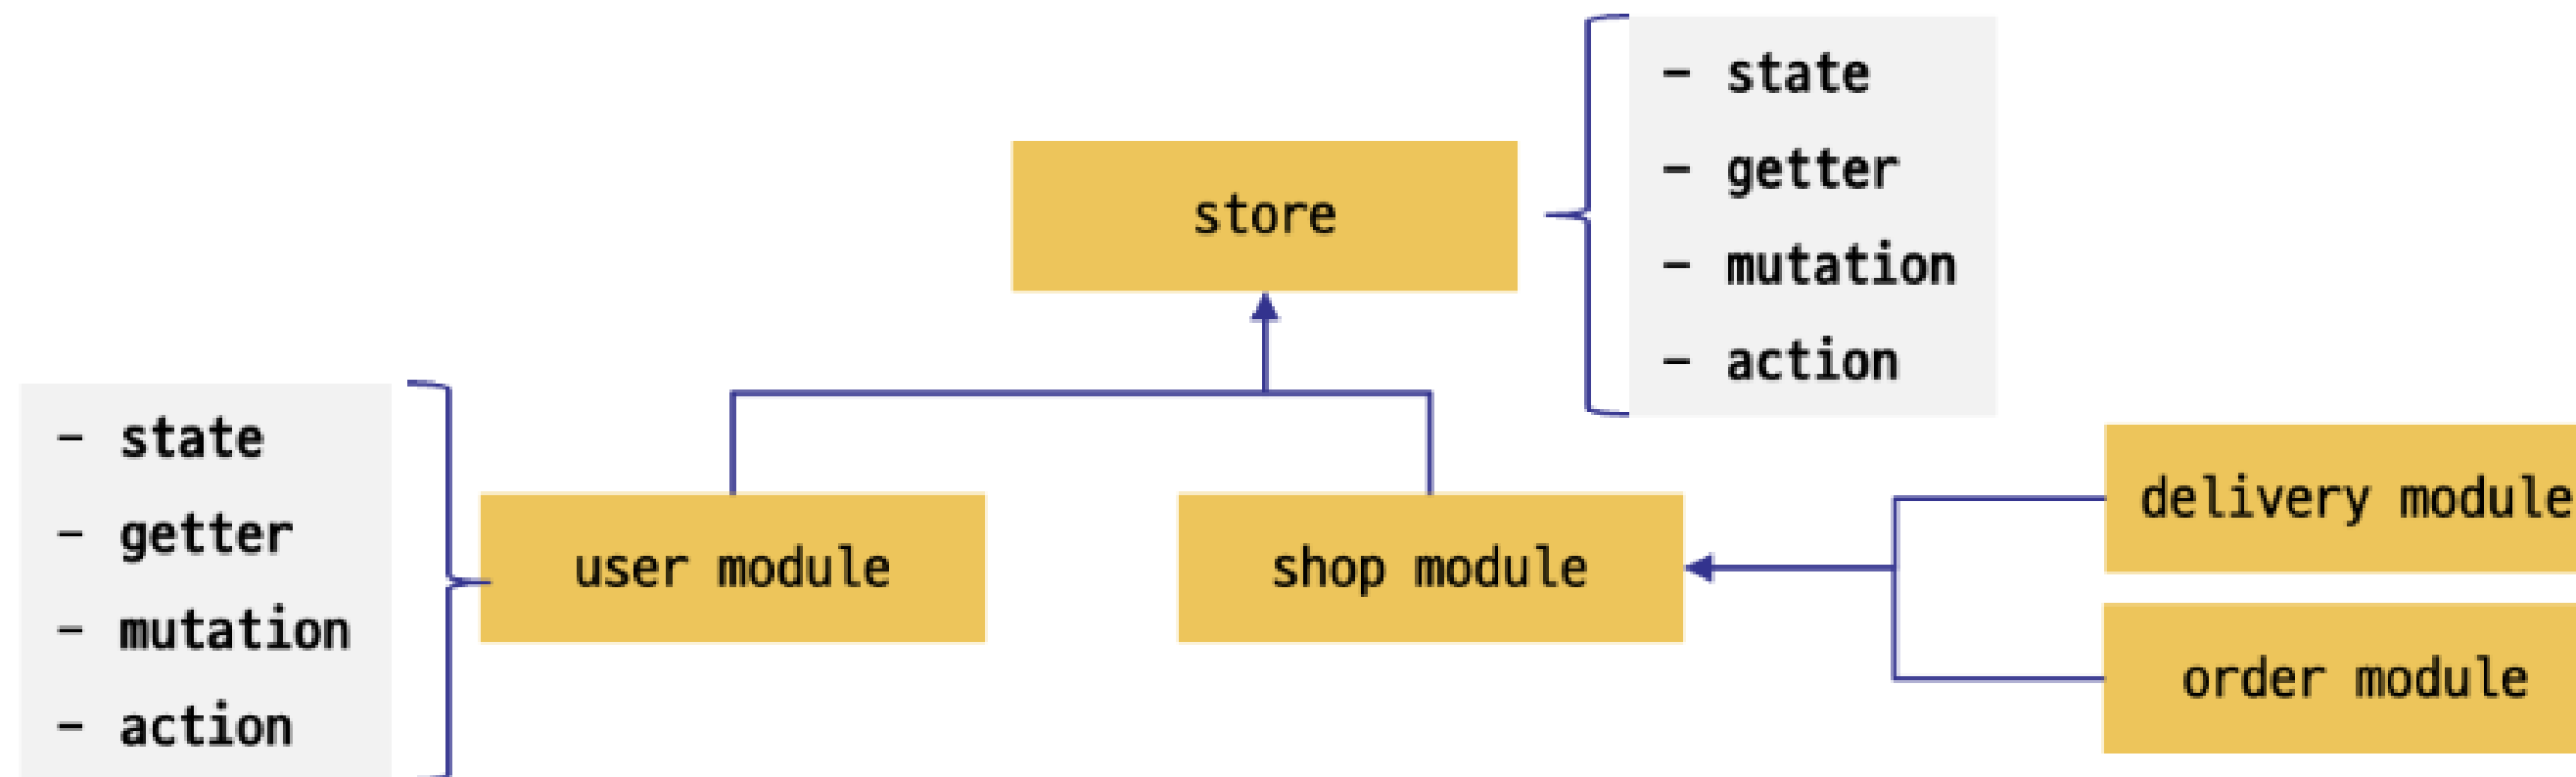 store
- state
- getter
- mutation
- action
- state
- getter
- mutation
- action
user module
shop module
delivery module
order module